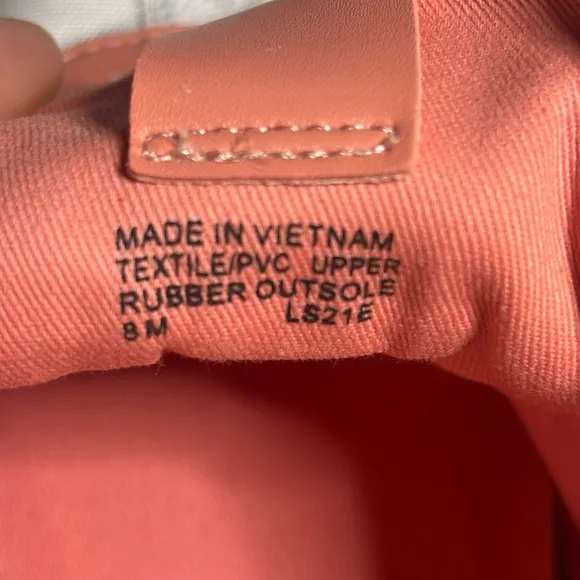 MADE IN VIETNAM
TEXTILE/PVC UPPER
RUBBER OUTSOLE
8 M LS21E